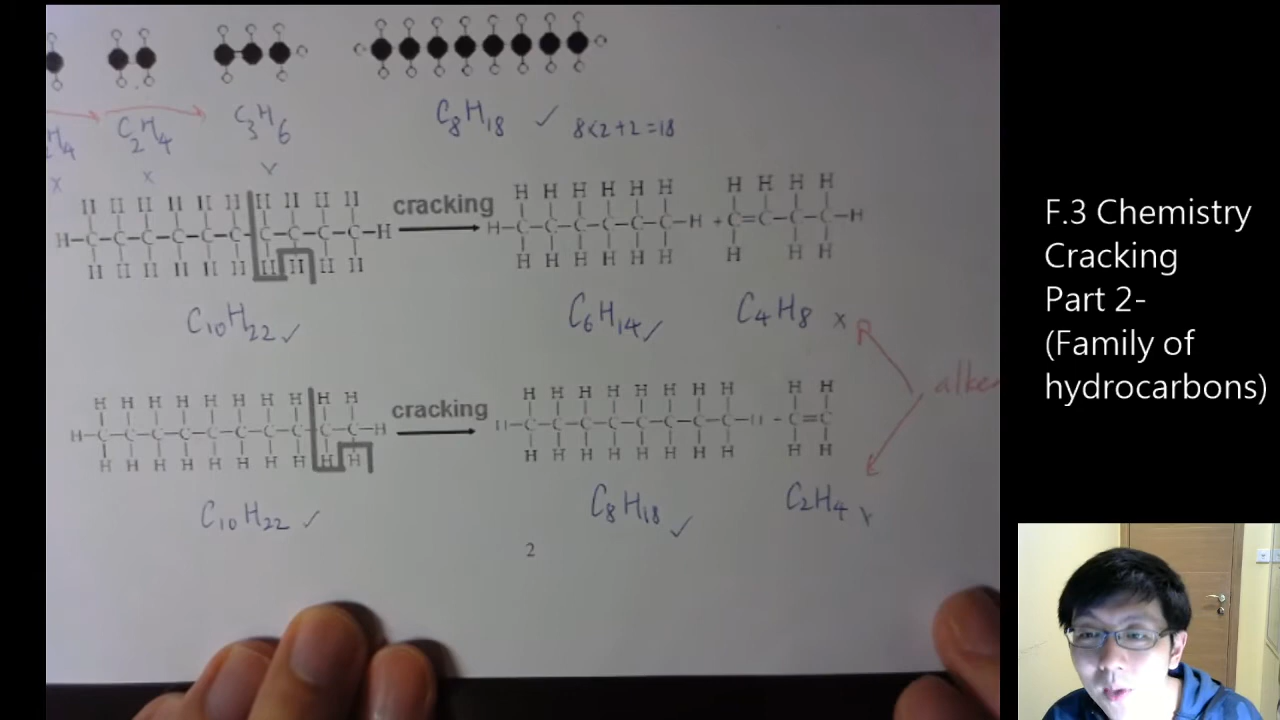 C8H18 ✓ 8×2+2=18
C2H4
C3H6
x x ✓
H H H H H H H H H H
H-C-C-C-C-C-C-C-C-C-C-H
H H H H H H H H H H
cracking
H H H H H H
H-C-C-C-C-C-C-H
H H H H H H
+
H H H H
C=C-C-C-H
H H H
C10H22 ✓
C6H14 ✓
C4H8 x
H H H H H H H H H H
H-C-C-C-C-C-C-C-C-C-C-H
H H H H H H H H H H
cracking
H H H H H H H H
H-C-C-C-C-C-C-C-C-H
H H H H H H H H
H H
C=C
H H
C10H22 ✓
C8H18 ✓
C2H4 x
2
F.3 Chemistry
Cracking
Part 2-
(Family of
hydrocarbons)